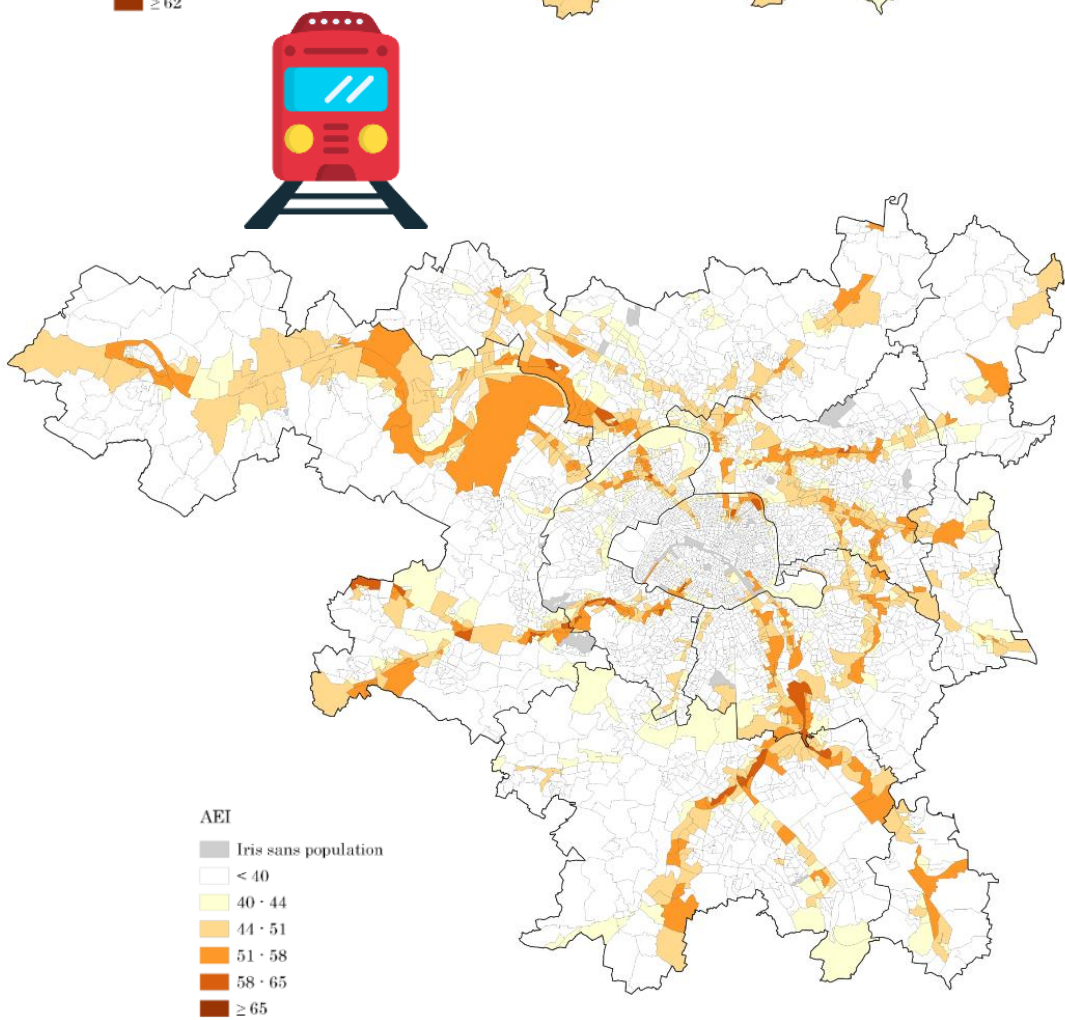 ≥ 62
AEI
Iris sans population
< 40
40 - 44
44 - 51
51 - 58
58 - 65
≥ 65